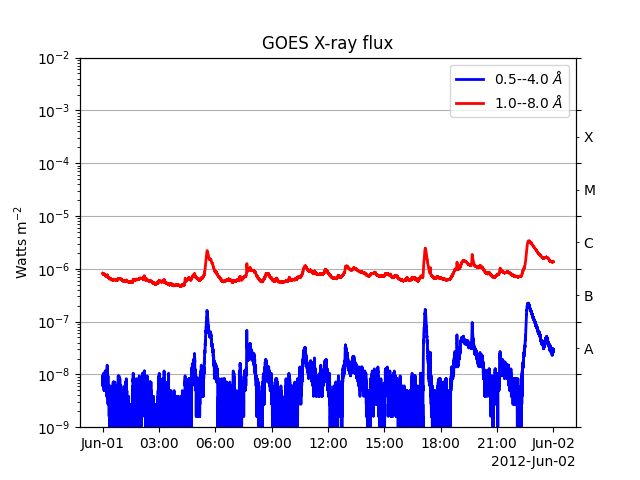 GOES X-ray flux
10⁻²
10⁻³
10⁻⁴
10⁻⁵
10⁻⁶
10⁻⁷
10⁻⁸
10⁻⁹
Watts m⁻²
0.5--4.0 Å
1.0--8.0 Å
X
M
C
B
A
Jun-01 03:00 06:00 09:00 12:00 15:00 18:00 21:00 Jun-02
2012-Jun-02